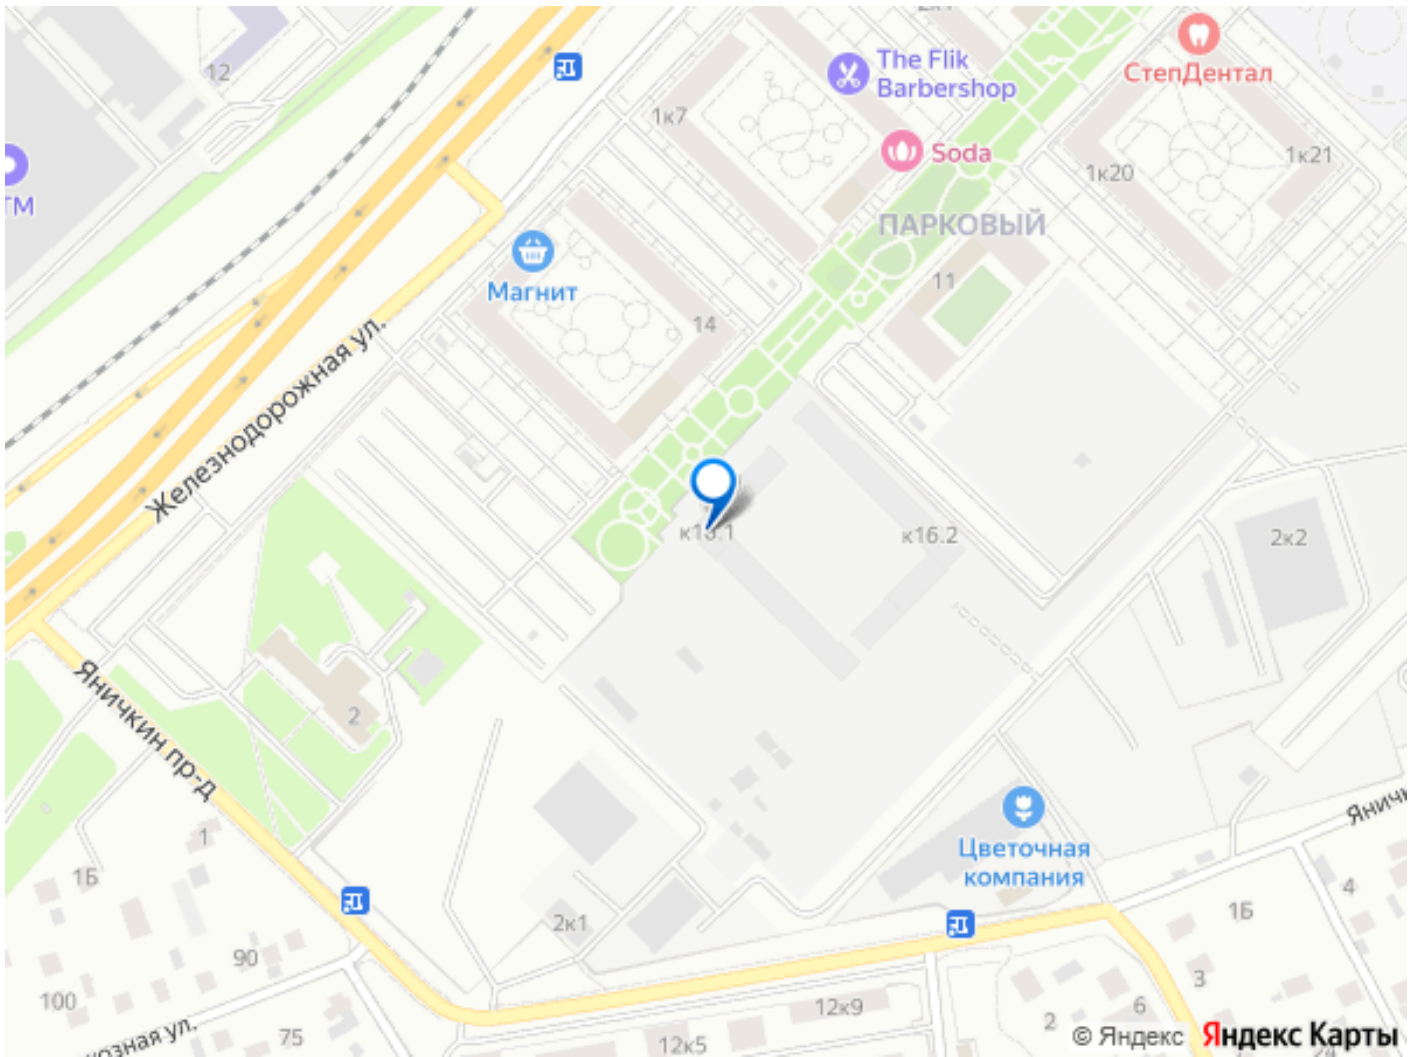 12
The Flik
Barbershop
СтепДентал
1к7
Soda
1к20
1к21
ТМ
ПАРКОВЫЙ
Магнит
11
14
Железнодорожная ул.
к16.2
2к2
2
Яничкин пр-д
1
Цветочная
компания
1Б
2к1
4
1Б
90
3
100
12к9
6
2
75
12к5
© Яндекс
Яндекс Карты